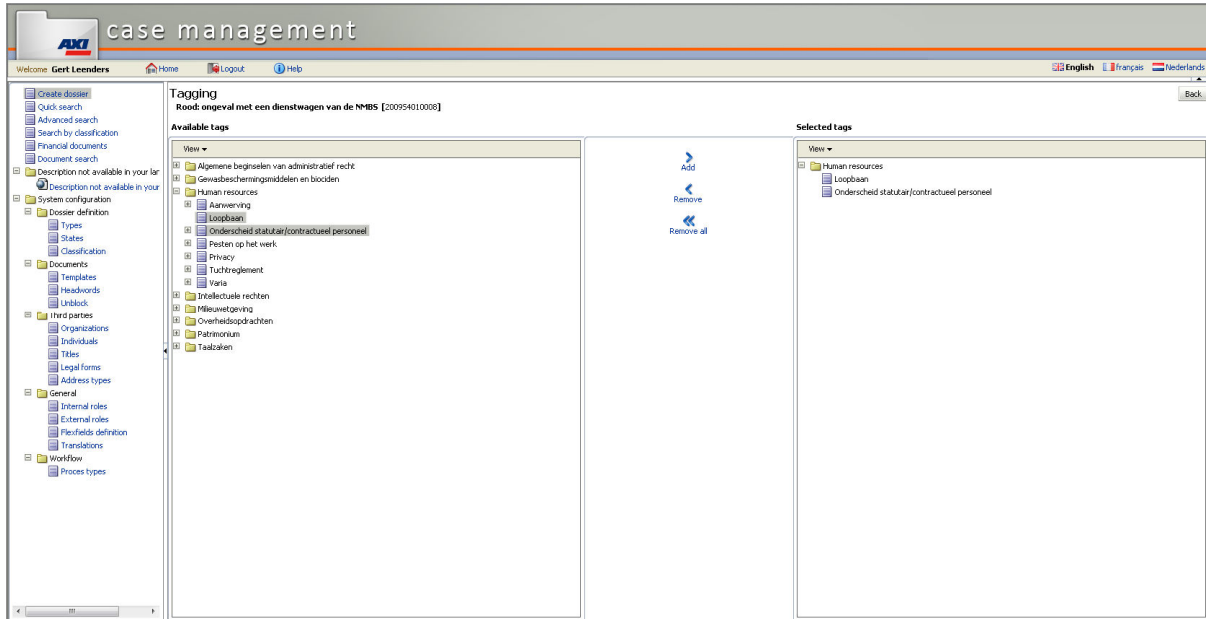 AXI case management
Welcome Gert Leenders Home Logout Help English français Nederlands
Create dossier
Quick search
Advanced search
Search by classification
Financial documents
Document search
Description not available in your lar
Description not available in your
System configuration
Dossier definition
Types
States
Classification
Documents
Templates
Headwords
Unblock
Third parties
Organizations
Individuals
Titles
Legal forms
Address types
General
Internal roles
External roles
Flexfields definition
Translations
Workflow
Proces types
Tagging
Back
Rood: ongeval met een dienstwagen van de NMBS [200954010008]
Available tags
View
Algemene beginselen van administratief recht
Gewasbeschermingsmiddelen en biociden
Human resources
Aanwerving
Loopbaan
Onderscheid statutair/contractueel personeel
Pesten op het werk
Privacy
Tuchtreglement
Varia
Intellectuele rechten
Milieuwetgeving
Overheidsopdrachten
Patrimonium
Taalzaken
Add
Remove
Remove all
Selected tags
View
Human resources
Loopbaan
Onderscheid statutair/contractueel personeel